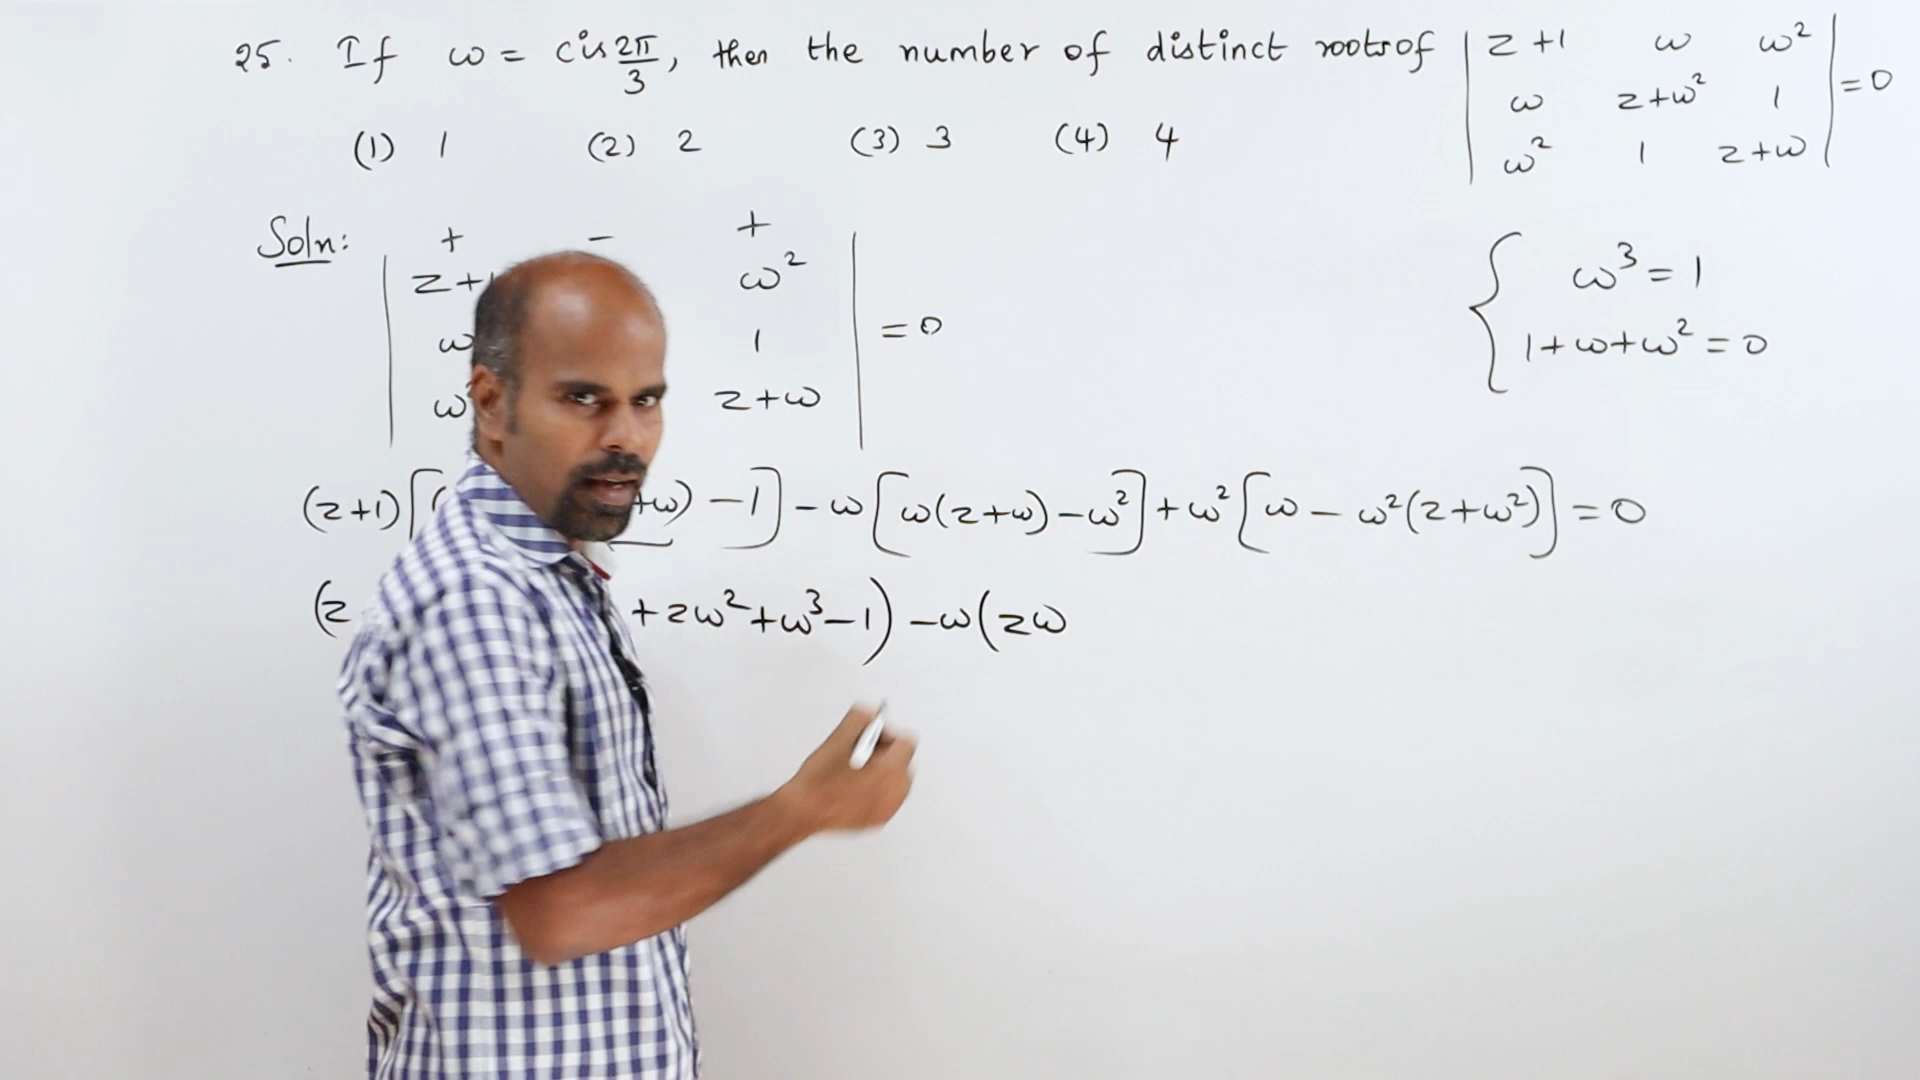 25. If ω = cis 2π/3, then the number of distinct roots of | z+1 ω ω² |
| ω z+ω² 1 | = 0
| ω² 1 z+ω |
(1) 1 (2) 2 (3) 3 (4) 4
Soln:
+ − +
z+ ω²
ω 1 = 0
ω z+ω
{ ω³ = 1
1+ω+ω² = 0
(z+1)[( +ω) −1] − ω[ω(z+ω)−ω²] + ω²[ω − ω²(z+ω²)] = 0
(z +zω²+ω³−1) −ω(zω